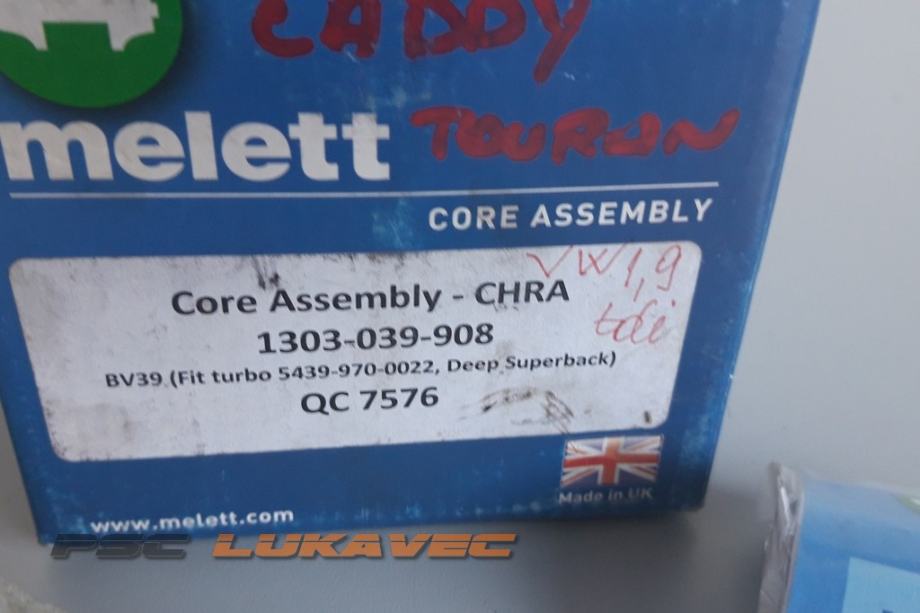 CADDY
melett TOURAN
CORE ASSEMBLY
VW 1,9
tdi
Core Assembly - CHRA
1303-039-908
BV39 (Fit turbo 5439-970-0022, Deep Superback)
QC 7576
Made in UK
www.melett.com
PSC LUKAVEC